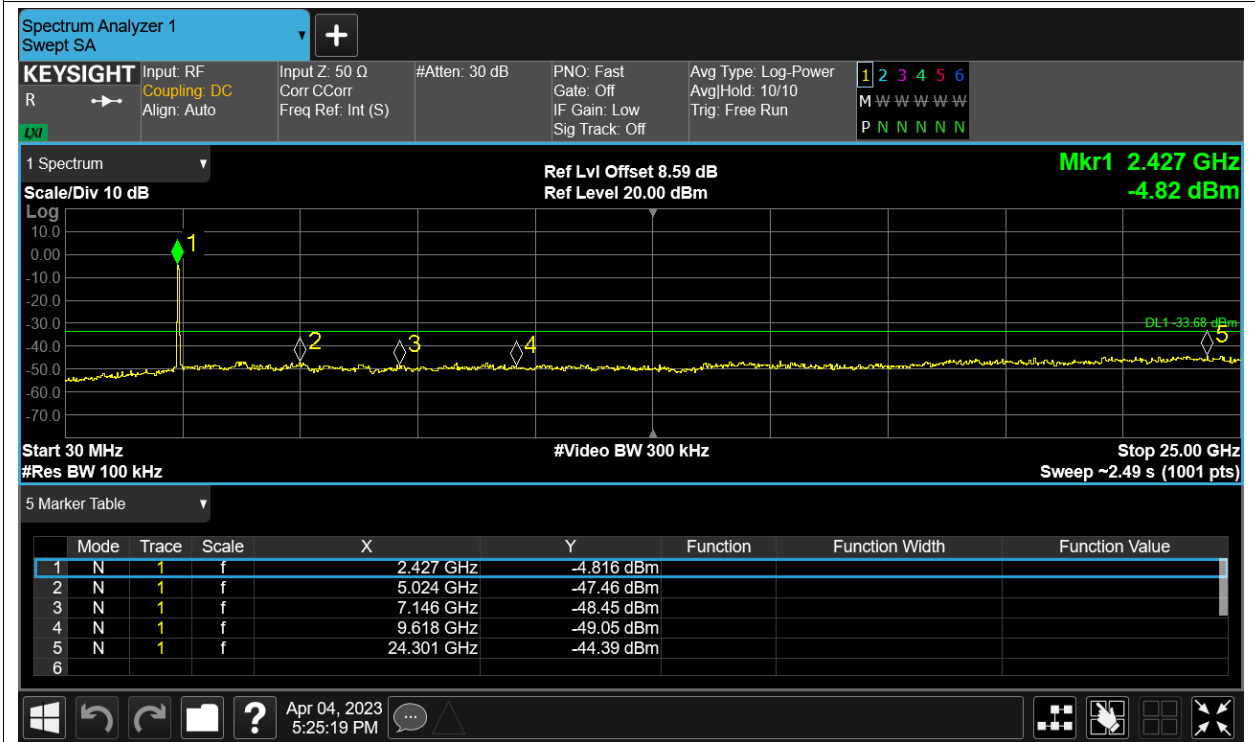 Spectrum Analyzer 1
Swept SA
+
KEYSIGHT
R
LXI
Input: RF
Coupling: DC
Align: Auto
Input Z: 50 Ω
Corr CCorr
Freq Ref: Int (S)
#Atten: 30 dB
PNO: Fast
Gate: Off
IF Gain: Low
Sig Track: Off
Avg Type: Log-Power
Avg|Hold: 10/10
Trig: Free Run
1 2 3 4 5 6
M W W W W W
P N N N N N
1 Spectrum
Scale/Div 10 dB
Ref Lvl Offset 8.59 dB
Ref Level 20.00 dBm
Mkr1 2.427 GHz
-4.82 dBm
Log
10.0
0.00
-10.0
-20.0
-30.0
-40.0
-50.0
-60.0
-70.0
1
2
3
4
5
DL1 -33.68 dBm
Start 30 MHz
#Res BW 100 kHz
#Video BW 300 kHz
Stop 25.00 GHz
Sweep ~2.49 s (1001 pts)
5 Marker Table
Mode Trace Scale X Y Function Function Width Function Value
1 N 1 f 2.427 GHz -4.816 dBm
2 N 1 f 5.024 GHz -47.46 dBm
3 N 1 f 7.146 GHz -48.45 dBm
4 N 1 f 9.618 GHz -49.05 dBm
5 N 1 f 24.301 GHz -44.39 dBm
6
?
Apr 04, 2023
5:25:19 PM